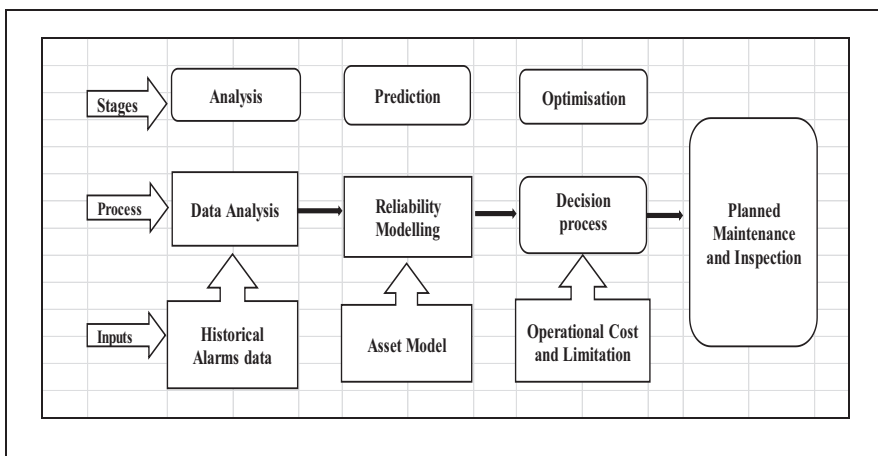 Stages
Analysis
Prediction
Optimisation
Process
Data Analysis
Reliability
Modelling
Decision
process
Planned
Maintenance
and Inspection
Inputs
Historical
Alarms data
Asset Model
Operational Cost
and Limitation